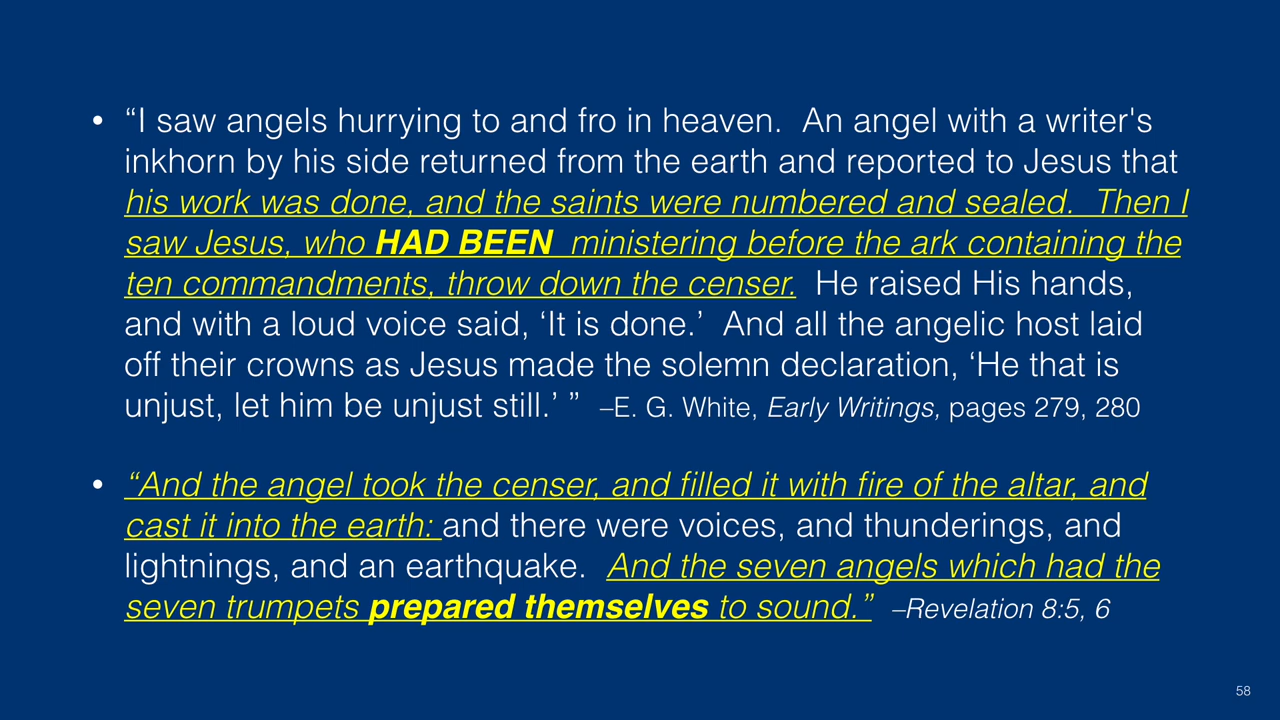 • “I saw angels hurrying to and fro in heaven.  An angel with a writer's
inkhorn by his side returned from the earth and reported to Jesus that
his work was done, and the saints were numbered and sealed.  Then I
saw Jesus, who HAD BEEN  ministering before the ark containing the
ten commandments, throw down the censer.  He raised His hands,
and with a loud voice said, ‘It is done.’  And all the angelic host laid
off their crowns as Jesus made the solemn declaration, ‘He that is
unjust, let him be unjust still.’ ”  –E. G. White, Early Writings, pages 279, 280
• “And the angel took the censer, and filled it with fire of the altar, and
cast it into the earth: and there were voices, and thunderings, and
lightnings, and an earthquake.  And the seven angels which had the
seven trumpets prepared themselves to sound.”  –Revelation 8:5, 6
58